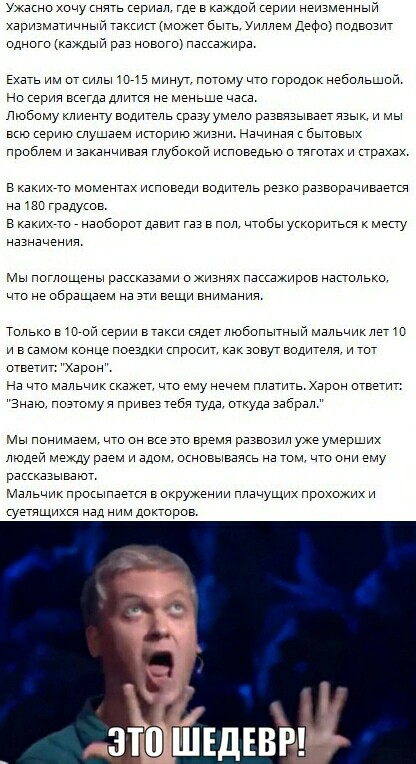 Ужасно хочу снять сериал, где в каждой серии неизменный
харизматичный таксист (может быть, Уиллем Дефо) подвозит
одного (каждый раз нового) пассажира.
Ехать им от силы 10-15 минут, потому что городок небольшой.
Но серия всегда длится не меньше часа.
Любому клиенту водитель сразу умело развязывает язык, и мы
всю серию слушаем историю жизни. Начиная с бытовых
проблем и заканчивая глубокой исповедью о тяготах и страхах.
В каких-то моментах исповеди водитель резко разворачивается
на 180 градусов.
В каких-то - наоборот давит газ в пол, чтобы ускориться к месту
назначения.
Мы поглощены рассказами о жизнях пассажиров настолько,
что не обращаем на эти вещи внимания.
Только в 10-ой серии в такси сядет любопытный мальчик лет 10
и в самом конце поездки спросит, как зовут водителя, и тот
ответит: "Харон".
На что мальчик скажет, что ему нечем платить. Харон ответит:
"Знаю, поэтому я привез тебя туда, откуда забрал."
Мы понимаем, что он все это время развозил уже умерших
людей между раем и адом, основываясь на том, что они ему
рассказывают.
Мальчик просыпается в окружении плачущих прохожих и
суетящихся над ним докторов.
ЭТО ШЕДЕВР!